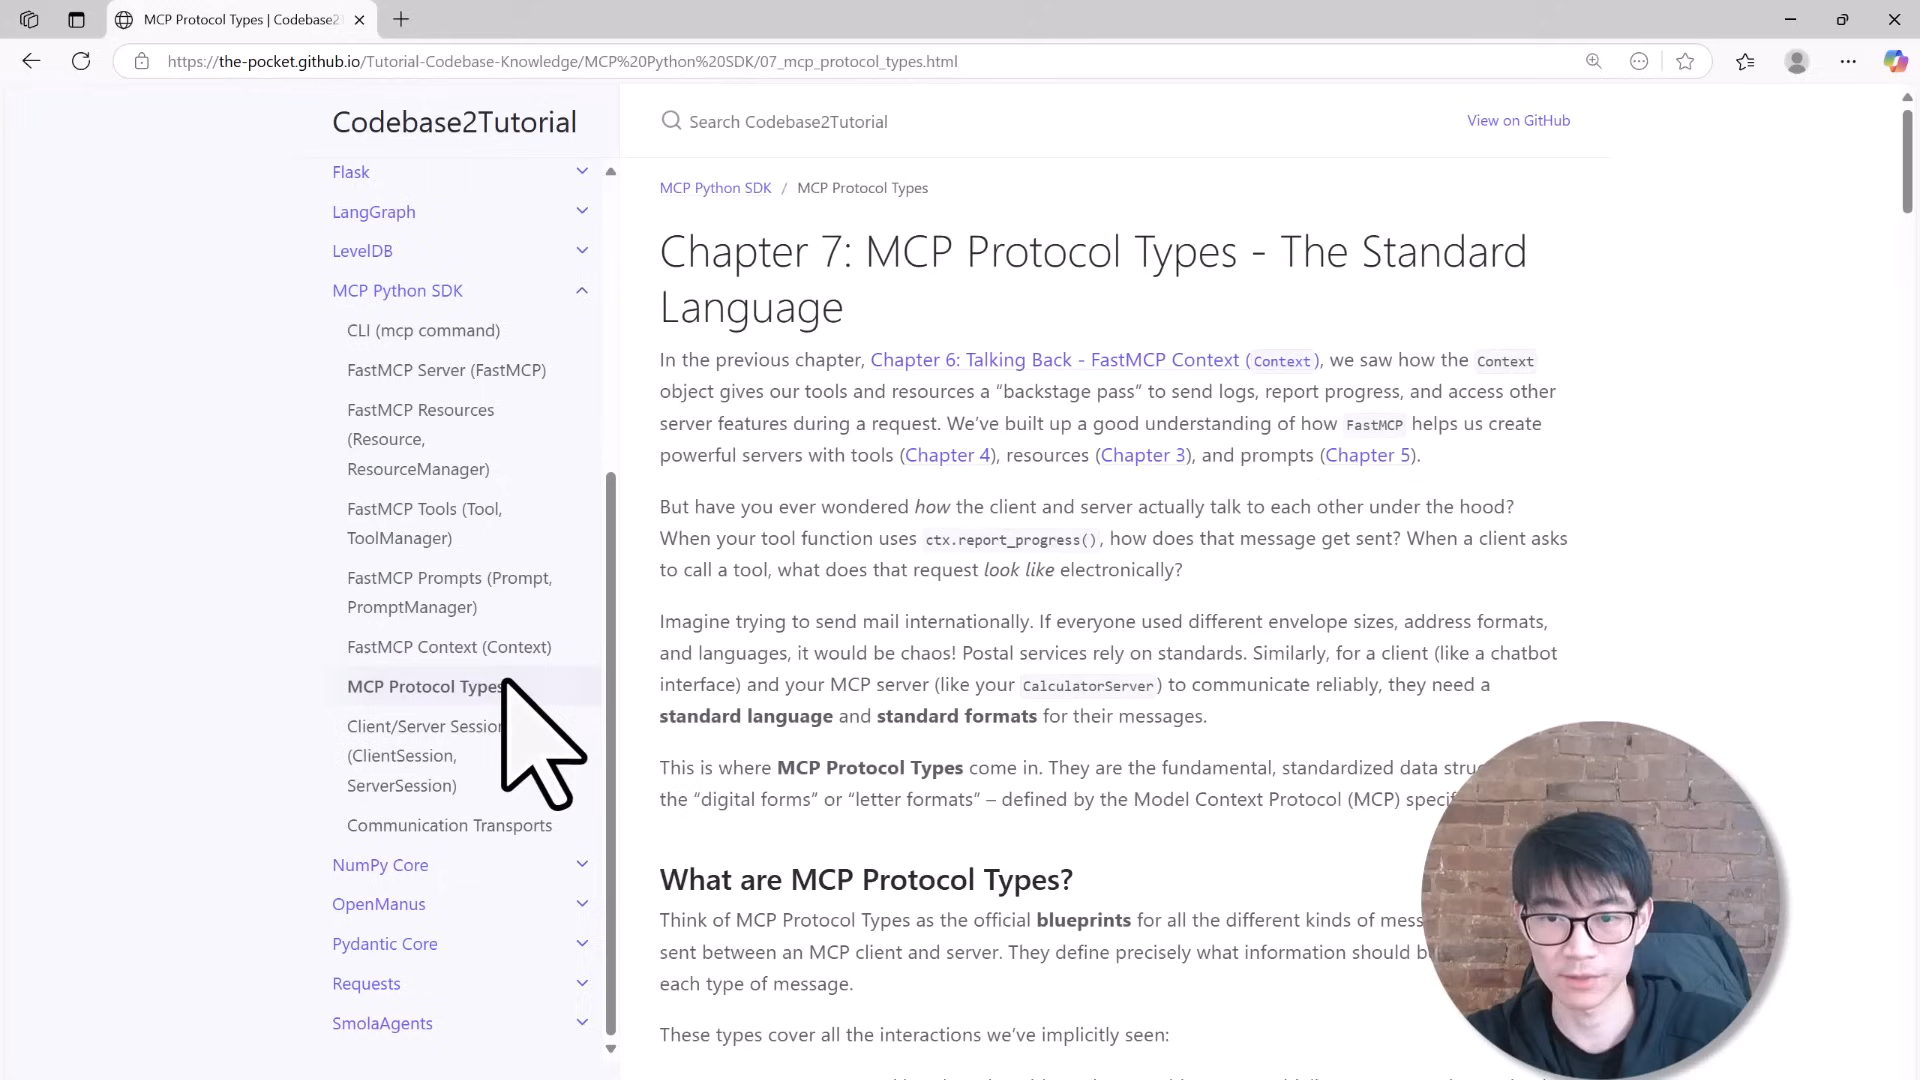 MCP Protocol Types | Codebase2
https://the-pocket.github.io/Tutorial-Codebase-Knowledge/MCP%20Python%20SDK/07_mcp_protocol_types.html
Codebase2Tutorial
Search Codebase2Tutorial
View on GitHub
Flask
LangGraph
LevelDB
MCP Python SDK
CLI (mcp command)
FastMCP Server (FastMCP)
FastMCP Resources
(Resource,
ResourceManager)
FastMCP Tools (Tool,
ToolManager)
FastMCP Prompts (Prompt,
PromptManager)
FastMCP Context (Context)
MCP Protocol Types
Client/Server Session
(ClientSession,
ServerSession)
Communication Transports
NumPy Core
OpenManus
Pydantic Core
Requests
SmolaAgents
MCP Python SDK / MCP Protocol Types
Chapter 7: MCP Protocol Types - The Standard
Language
In the previous chapter, Chapter 6: Talking Back - FastMCP Context (Context), we saw how the Context
object gives our tools and resources a “backstage pass” to send logs, report progress, and access other
server features during a request. We’ve built up a good understanding of how FastMCP helps us create
powerful servers with tools (Chapter 4), resources (Chapter 3), and prompts (Chapter 5).
But have you ever wondered how the client and server actually talk to each other under the hood?
When your tool function uses ctx.report_progress(), how does that message get sent? When a client asks
to call a tool, what does that request look like electronically?
Imagine trying to send mail internationally. If everyone used different envelope sizes, address formats,
and languages, it would be chaos! Postal services rely on standards. Similarly, for a client (like a chatbot
interface) and your MCP server (like your CalculatorServer) to communicate reliably, they need a
standard language and standard formats for their messages.
This is where MCP Protocol Types come in. They are the fundamental, standardized data struc
the “digital forms” or “letter formats” – defined by the Model Context Protocol (MCP) specif
What are MCP Protocol Types?
Think of MCP Protocol Types as the official blueprints for all the different kinds of mess
sent between an MCP client and server. They define precisely what information should b
each type of message.
These types cover all the interactions we’ve implicitly seen: